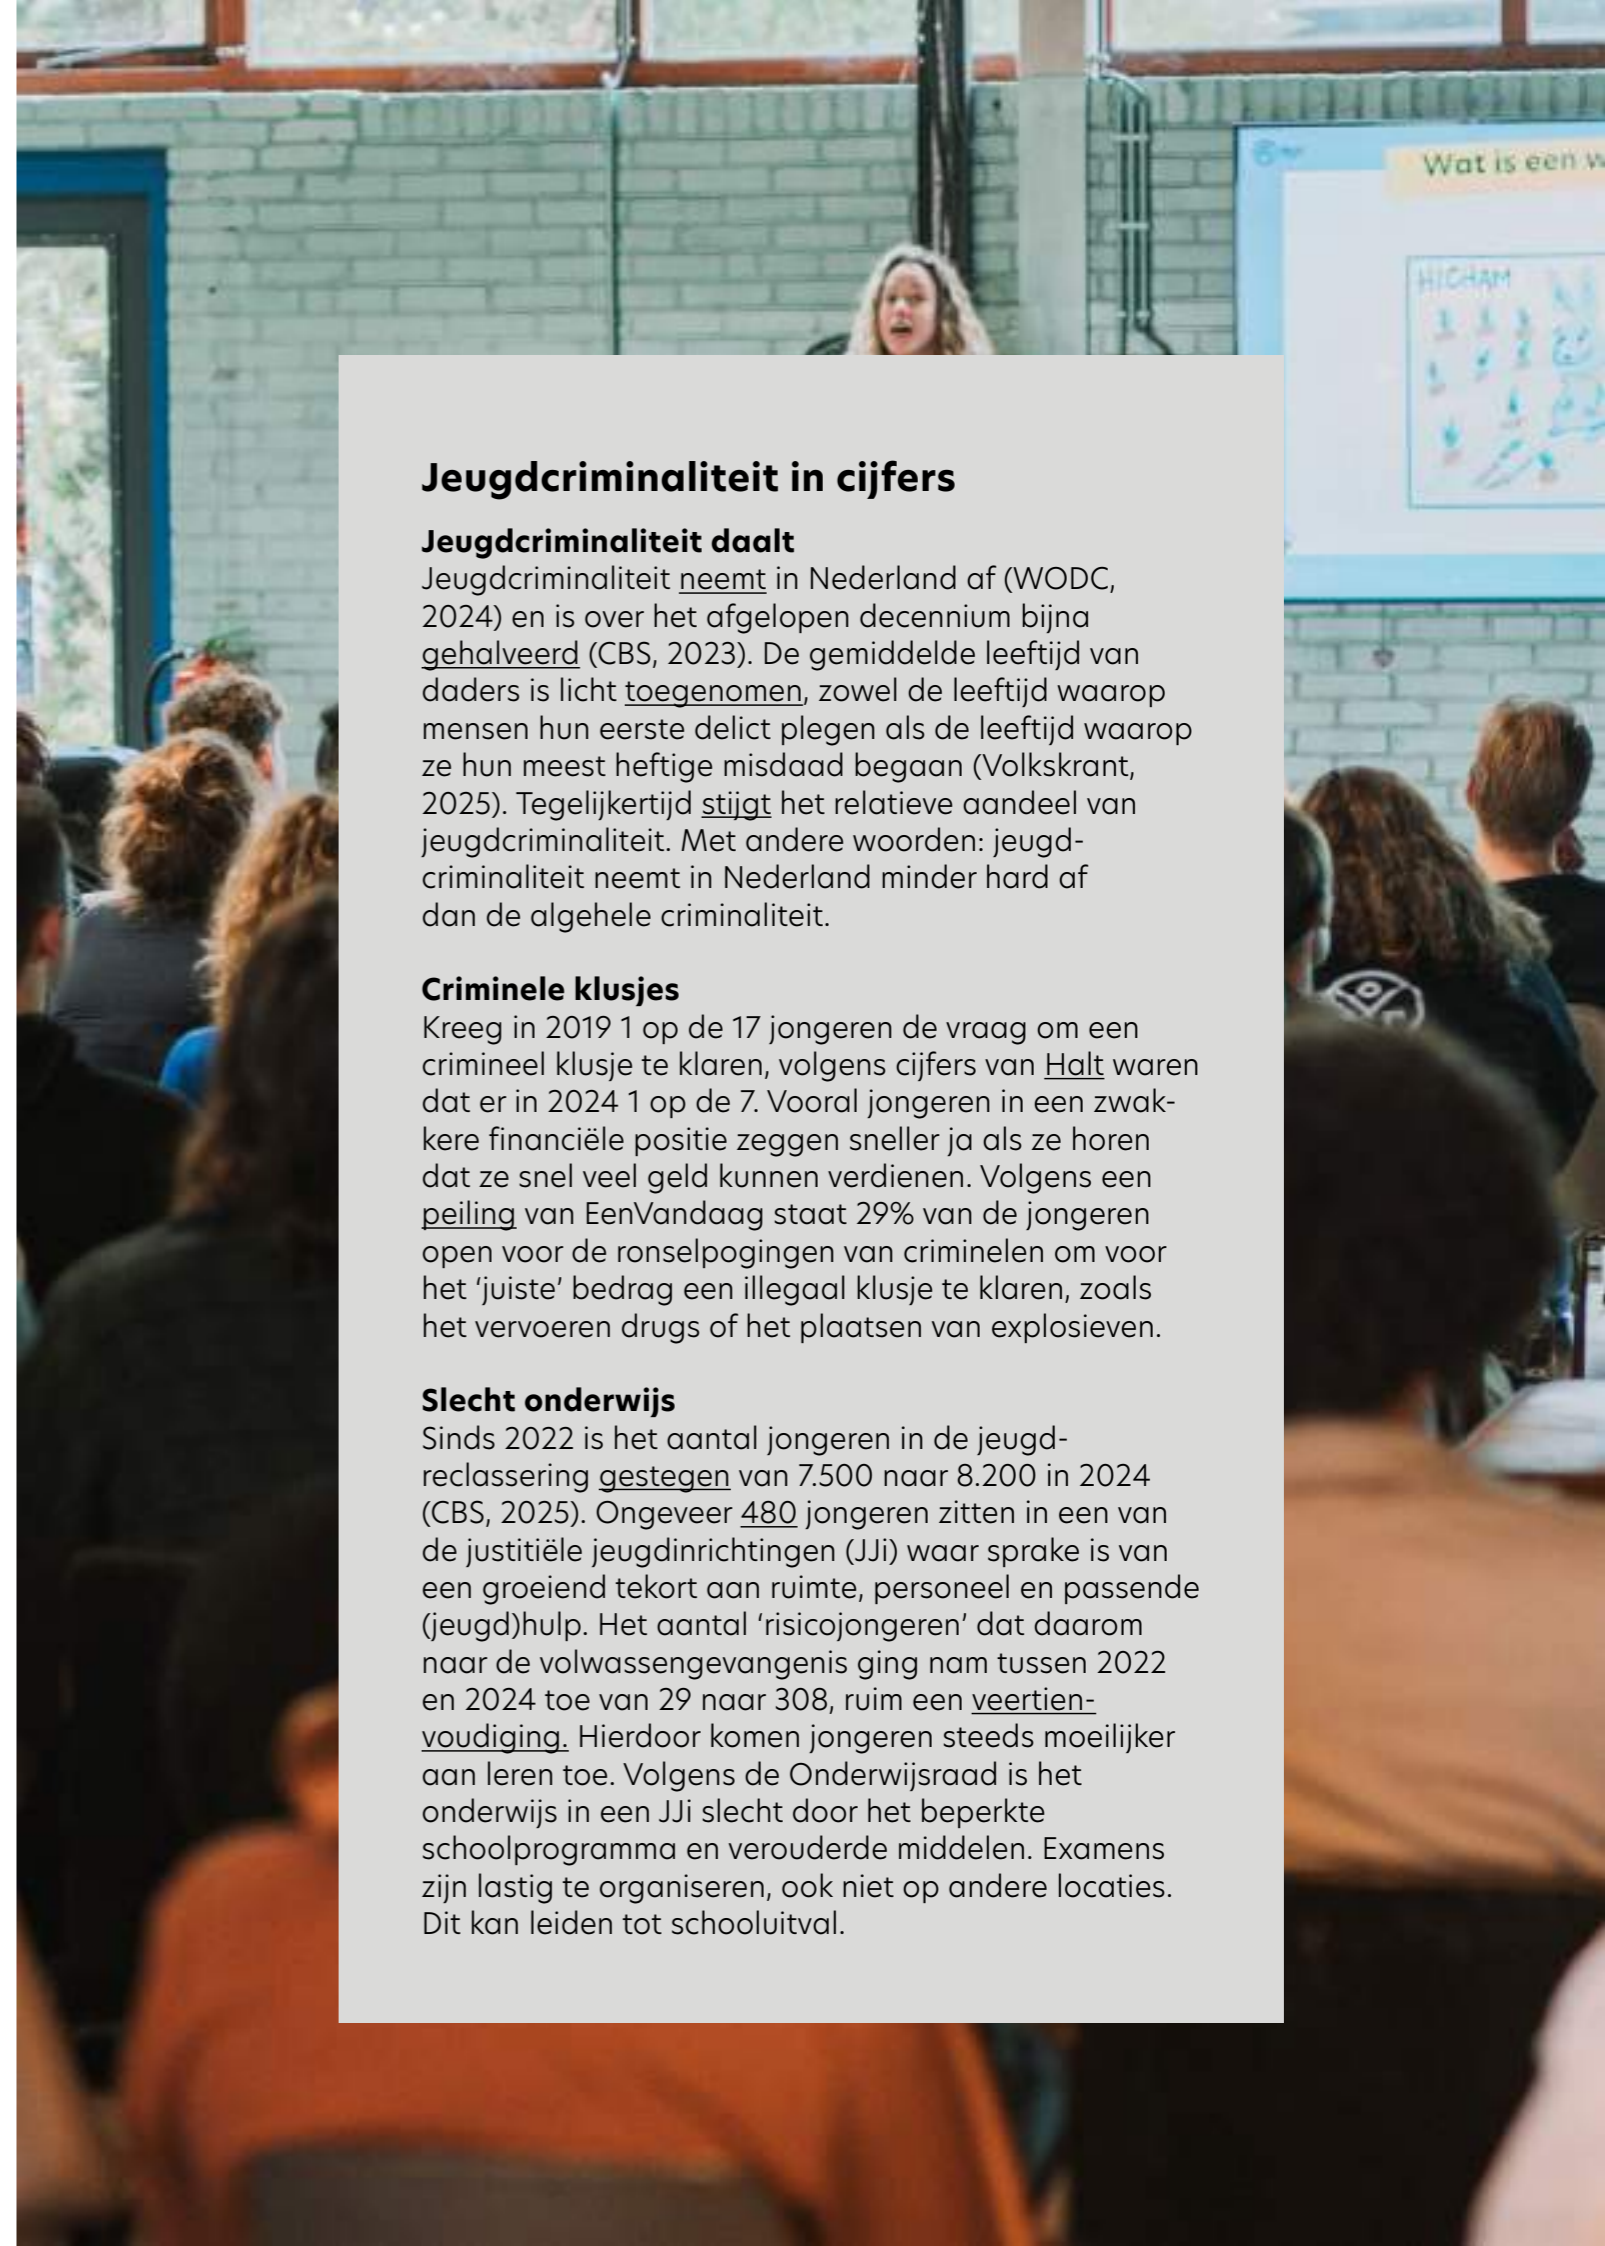 Wat is een
HICHAM
Jeugdcriminaliteit in cijfers
Jeugdcriminaliteit daalt
Jeugdcriminaliteit neemt in Nederland af (WODC,
2024) en is over het afgelopen decennium bijna
gehalveerd (CBS, 2023). De gemiddelde leeftijd van
daders is licht toegenomen, zowel de leeftijd waarop
mensen hun eerste delict plegen als de leeftijd waarop
ze hun meest heftige misdaad begaan (Volkskrant,
2025). Tegelijkertijd stijgt het relatieve aandeel van
jeugdcriminaliteit. Met andere woorden: jeugd-
criminaliteit neemt in Nederland minder hard af
dan de algehele criminaliteit.
Criminele klusjes
Kreeg in 2019 1 op de 17 jongeren de vraag om een
crimineel klusje te klaren, volgens cijfers van Halt waren
dat er in 2024 1 op de 7. Vooral jongeren in een zwak-
kere financiële positie zeggen sneller ja als ze horen
dat ze snel veel geld kunnen verdienen. Volgens een
peiling van EenVandaag staat 29% van de jongeren
open voor de ronselpogingen van criminelen om voor
het ‘juiste’ bedrag een illegaal klusje te klaren, zoals
het vervoeren drugs of het plaatsen van explosieven.
Slecht onderwijs
Sinds 2022 is het aantal jongeren in de jeugd-
reclassering gestegen van 7.500 naar 8.200 in 2024
(CBS, 2025). Ongeveer 480 jongeren zitten in een van
de justitiële jeugdinrichtingen (JJi) waar sprake is van
een groeiend tekort aan ruimte, personeel en passende
(jeugd)hulp. Het aantal ‘risicojongeren’ dat daarom
naar de volwassengevangenis ging nam tussen 2022
en 2024 toe van 29 naar 308, ruim een veertien-
voudiging. Hierdoor komen jongeren steeds moeilijker
aan leren toe. Volgens de Onderwijsraad is het
onderwijs in een JJi slecht door het beperkte
schoolprogramma en verouderde middelen. Examens
zijn lastig te organiseren, ook niet op andere locaties.
Dit kan leiden tot schooluitval.